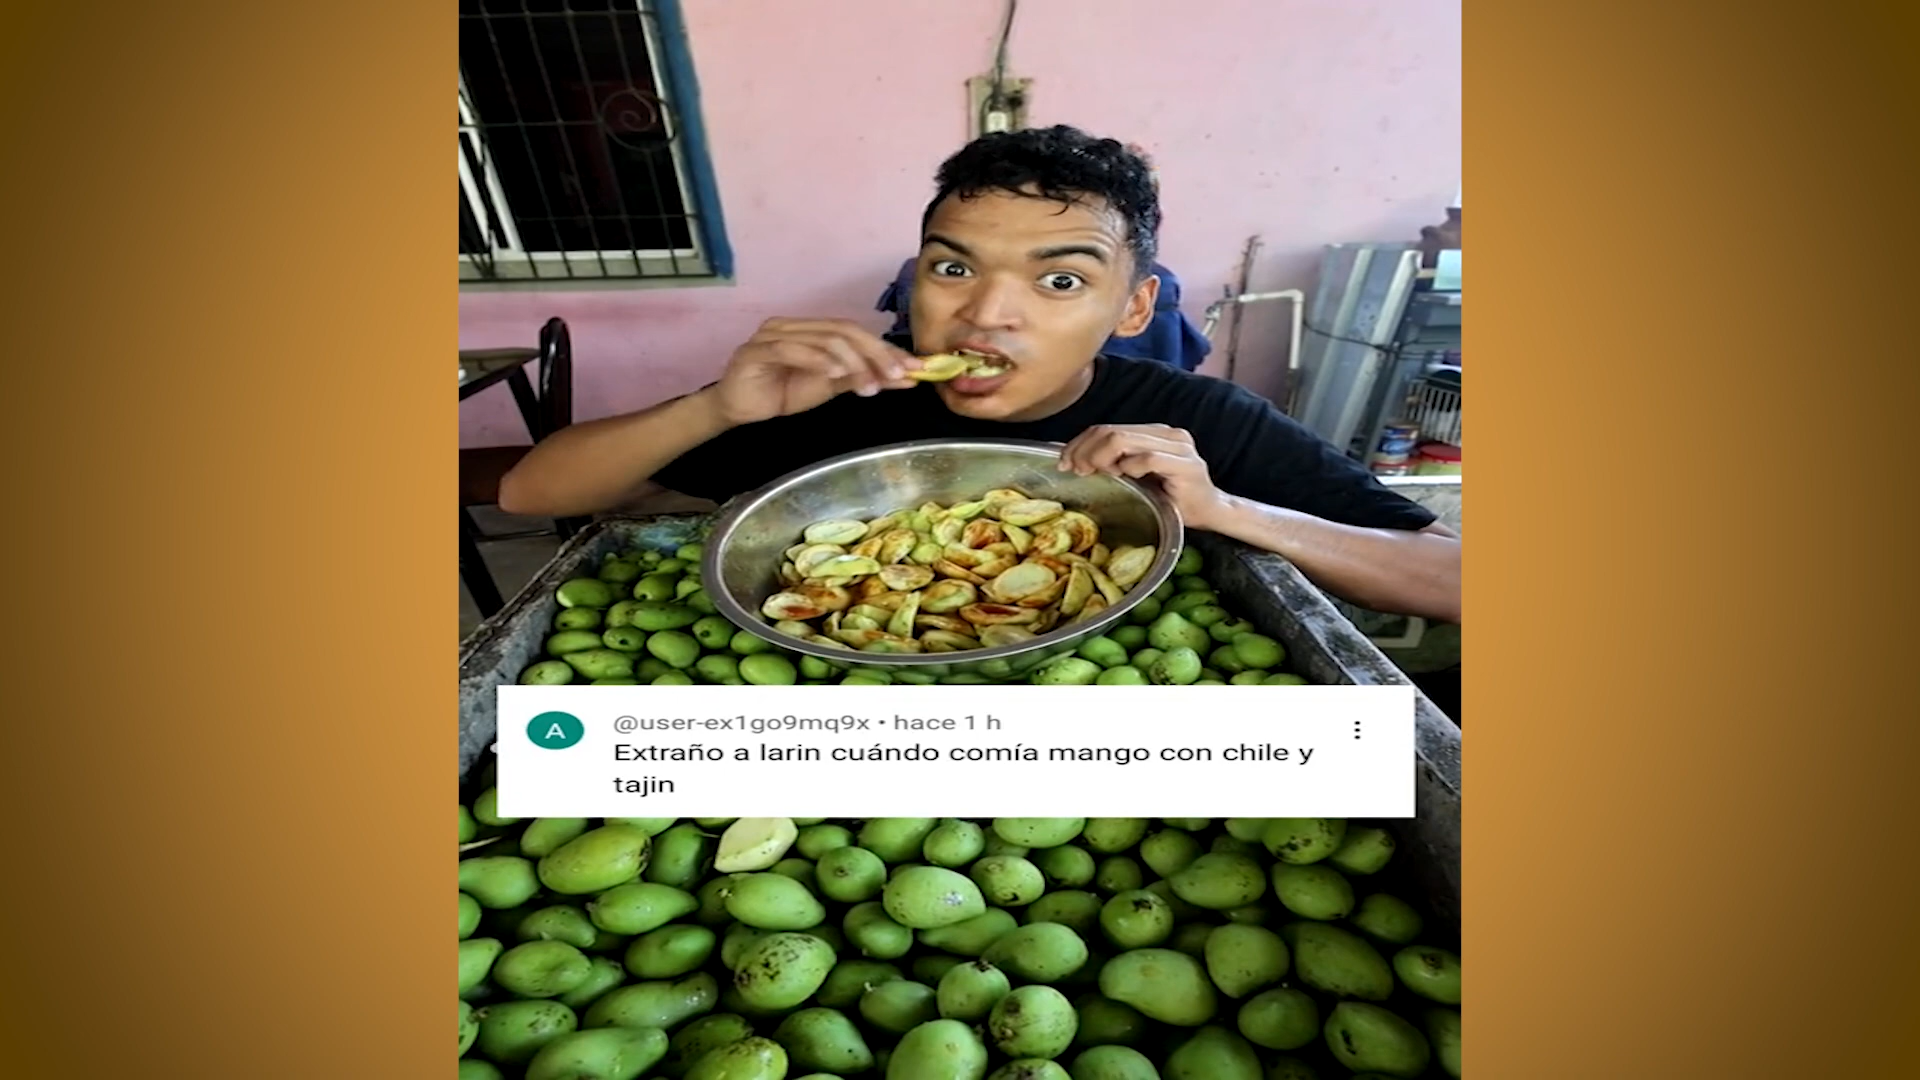 A
@user-ex1go9mq9x • hace 1 h
Extraño a larin cuándo comía mango con chile y
tajin